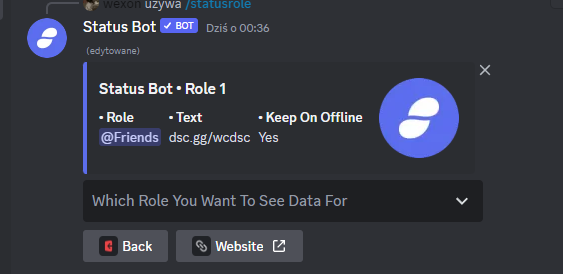 wexon używa /statusrole
Status Bot ✓ BOT Dziś o 00:36
(edytowane)
Status Bot • Role 1
• Role • Text • Keep On Offline
@Friends dsc.gg/wcdsc Yes
Which Role You Want To See Data For
Back Website